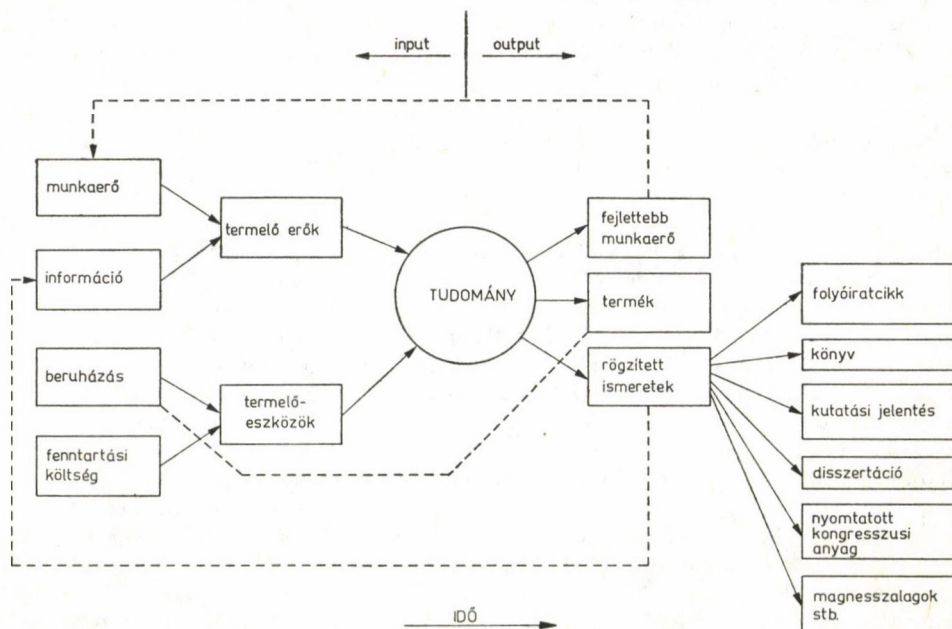 input
output
munkaerő
információ
beruházás
fenntartási
költség
termelő erők
termelő-
eszközök
TUDOMÁNY
fejlettebb
munkaerő
termék
rögzített
ismeretek
folyóiratcikk
könyv
kutatási jelentés
disszertáció
nyomtatott
kongresszusi
anyag
magnesszalagok
stb.
IDŐ